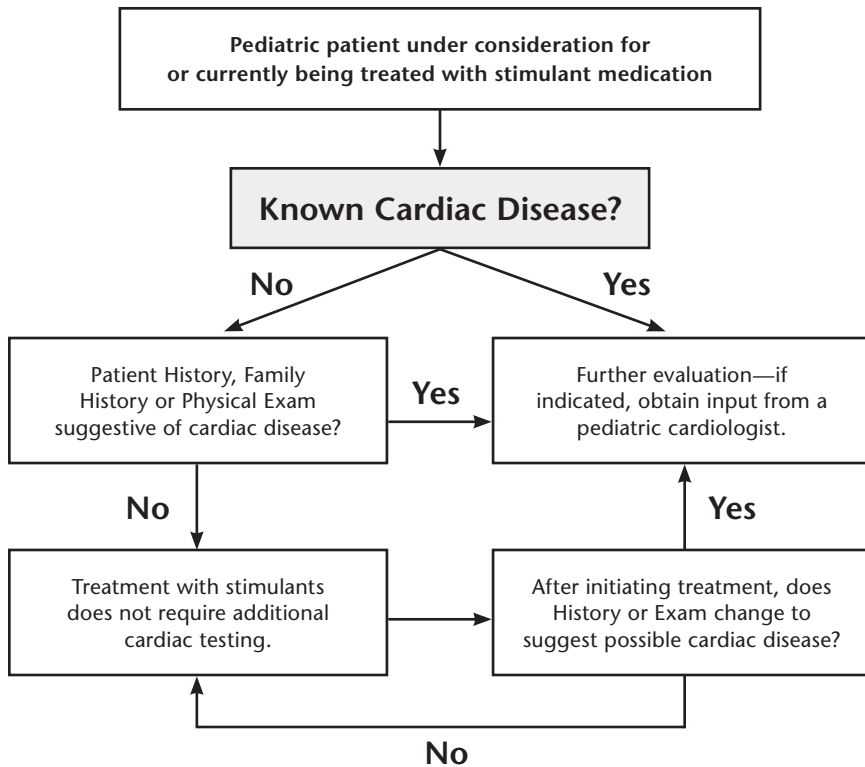 Pediatric patient under consideration for
or currently being treated with stimulant medication
Known Cardiac Disease?
No
Yes
Patient History, Family
History or Physical Exam
suggestive of cardiac disease?
Yes
Further evaluation—if
indicated, obtain input from a
pediatric cardiologist.
No
Yes
Treatment with stimulants
does not require additional
cardiac testing.
After initiating treatment, does
History or Exam change to
suggest possible cardiac disease?
No